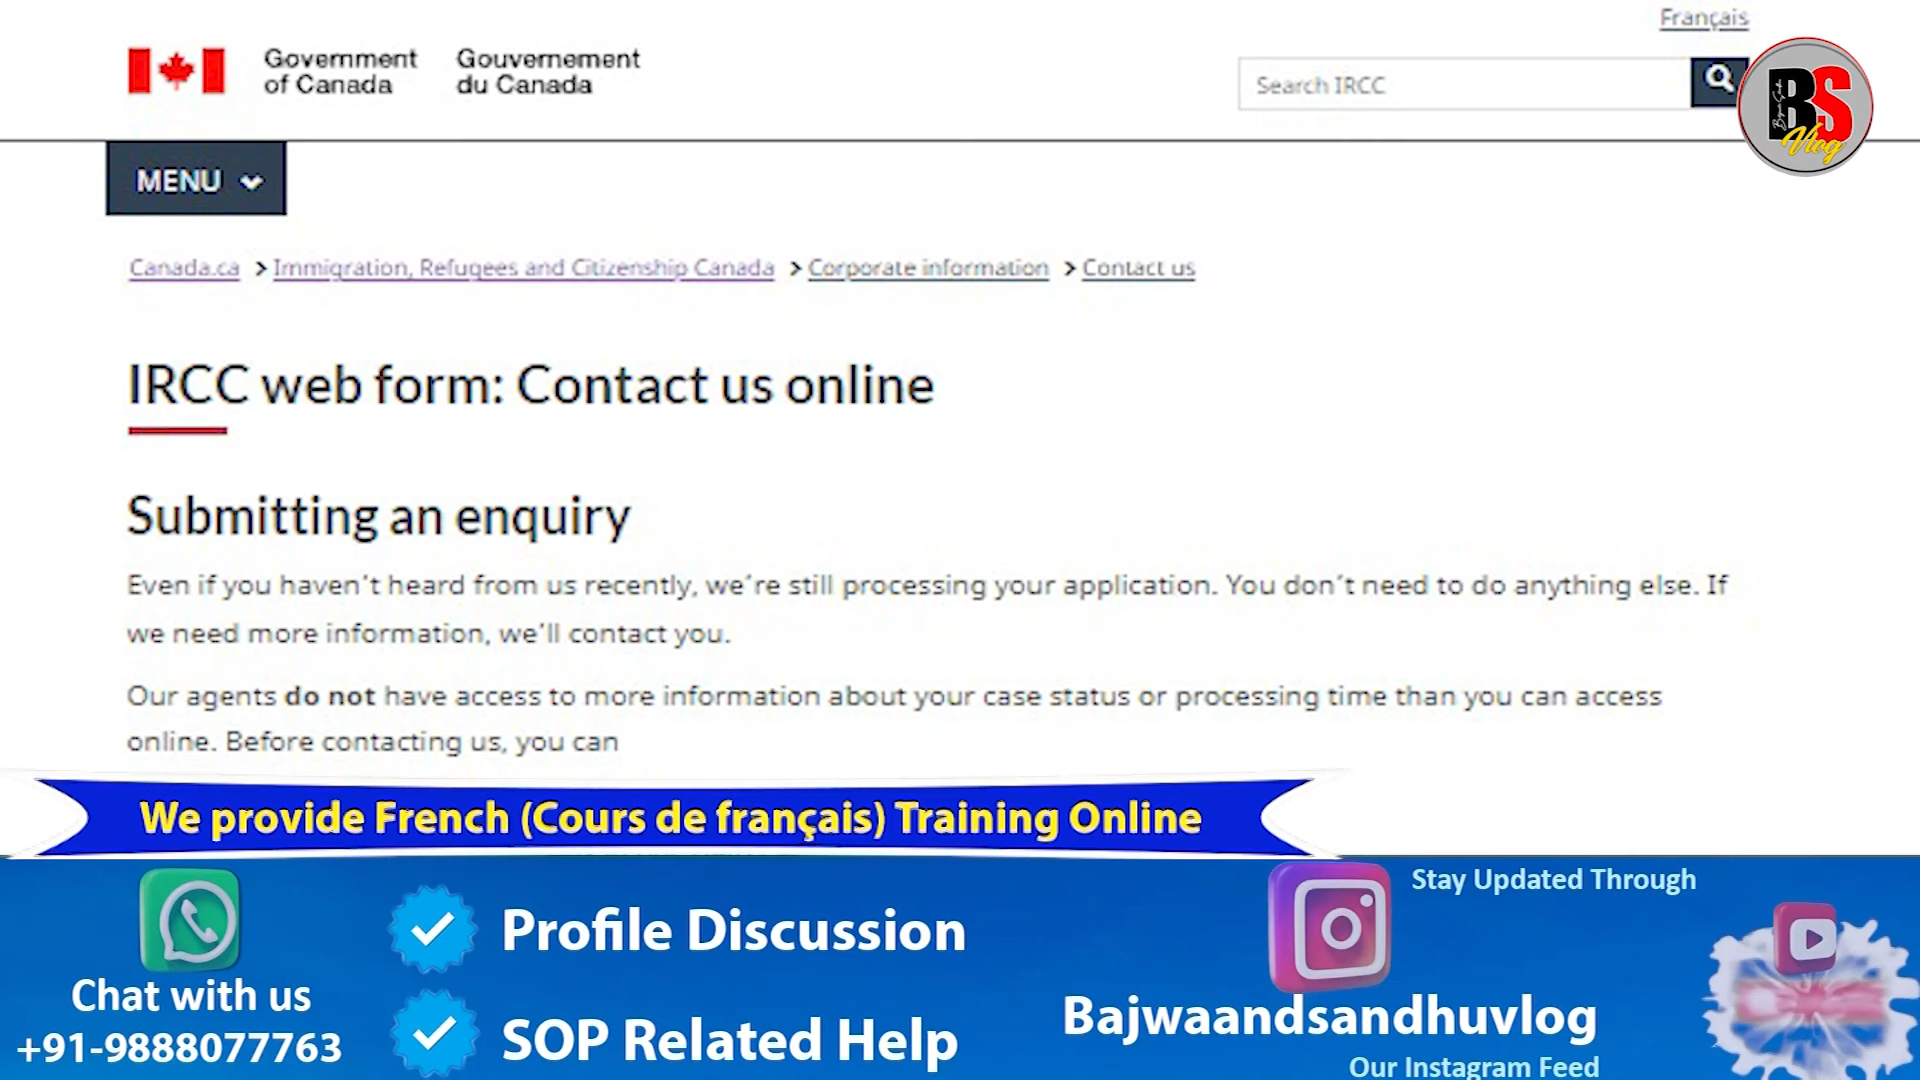 Français
Government
of Canada
Gouvernement
du Canada
Search IRCC
BS
Vlog
MENU
Canada.ca > Immigration, Refugees and Citizenship Canada > Corporate information > Contact us
IRCC web form: Contact us online
Submitting an enquiry
Even if you haven't heard from us recently, we're still processing your application. You don't need to do anything else. If
we need more information, we'll contact you.
Our agents do not have access to more information about your case status or processing time than you can access
online. Before contacting us, you can
We provide French (Cours de français) Training Online
Chat with us
+91-9888077763
Profile Discussion
SOP Related Help
Stay Updated Through
Bajwaandsandhuvlog
Our Instagram Feed